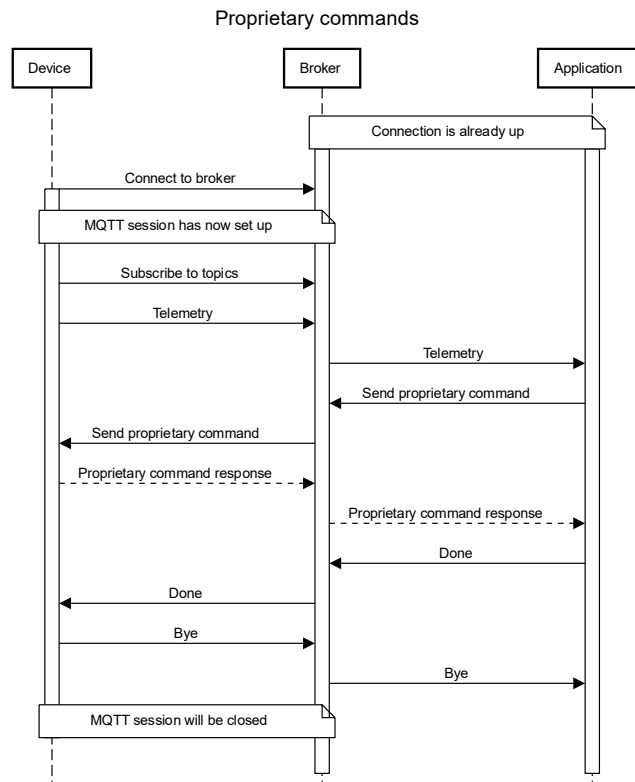 Proprietary commands
Device
Broker
Application
Connection is already up
Connect to broker
MQTT session has now set up
Subscribe to topics
Telemetry
Telemetry
Send proprietary command
Send proprietary command
Proprietary command response
Proprietary command response
Done
Done
Bye
Bye
MQTT session will be closed